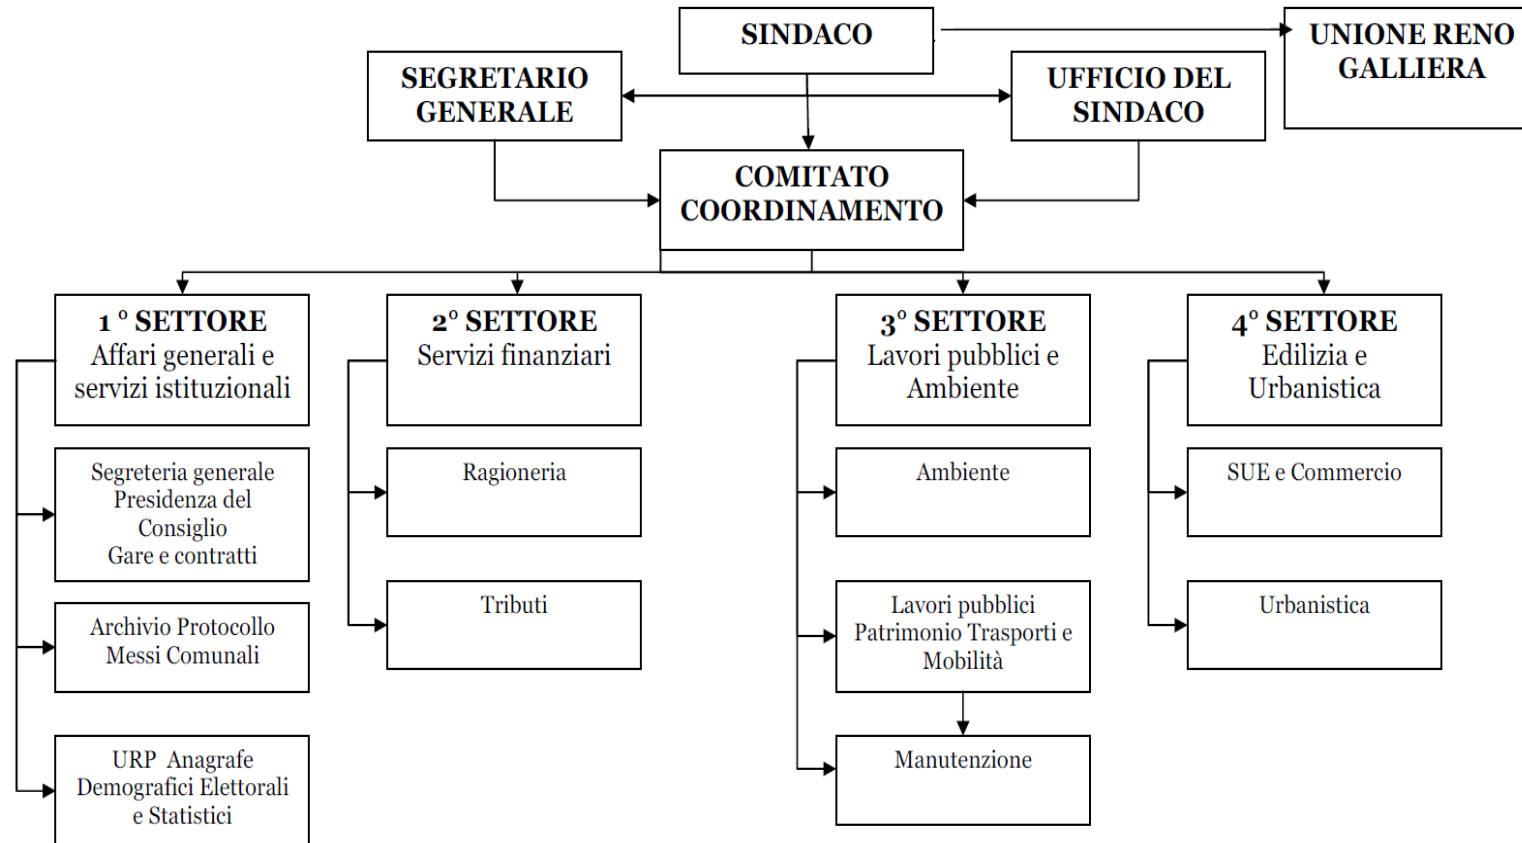 SINDACO
UNIONE RENO
GALLIERA
SEGRETARIO
GENERALE
UFFICIO DEL
SINDACO
COMITATO
COORDINAMENTO
1 ° SETTORE
Affari generali e
servizi istituzionali
2° SETTORE
Servizi finanziari
3° SETTORE
Lavori pubblici e
Ambiente
4° SETTORE
Edilizia e
Urbanistica
Segreteria generale
Presidenza del
Consiglio
Gare e contratti
Ragioneria
Ambiente
SUE e Commercio
Archivio Protocollo
Messi Comunali
Tributi
Lavori pubblici
Patrimonio Trasporti e
Mobilità
Urbanistica
URP Anagrafe
Demografici Elettorali
e Statistici
Manutenzione